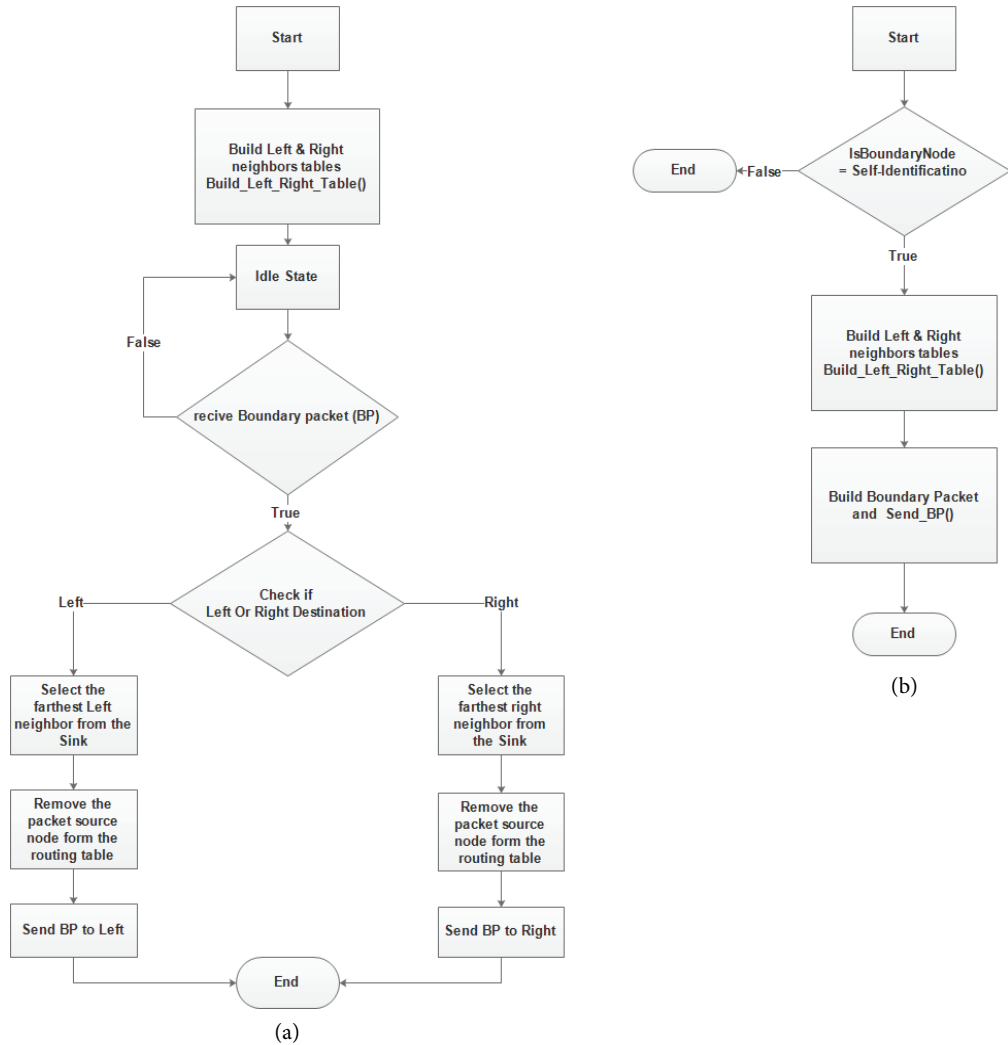 Start
Build Left & Right
neighbors tables
Build_Left_Right_Table()
Idle State
False
recive Boundary packet (BP)
True
Check if
Left Or Right Destination
Left
Right
Select the
farthest Left
neighbor from the
Sink
Select the
farthest right
neighbor from
the Sink
Remove the
packet source
node form the
routing table
Remove the
packet source
node form the
routing table
Send BP to Left
Send BP to Right
End
(a)
Start
IsBoundaryNode
= Self-Identificatino
False
End
True
Build Left & Right
neighbors tables
Build_Left_Right_Table()
Build Boundary Packet
and Send_BP()
End
(b)